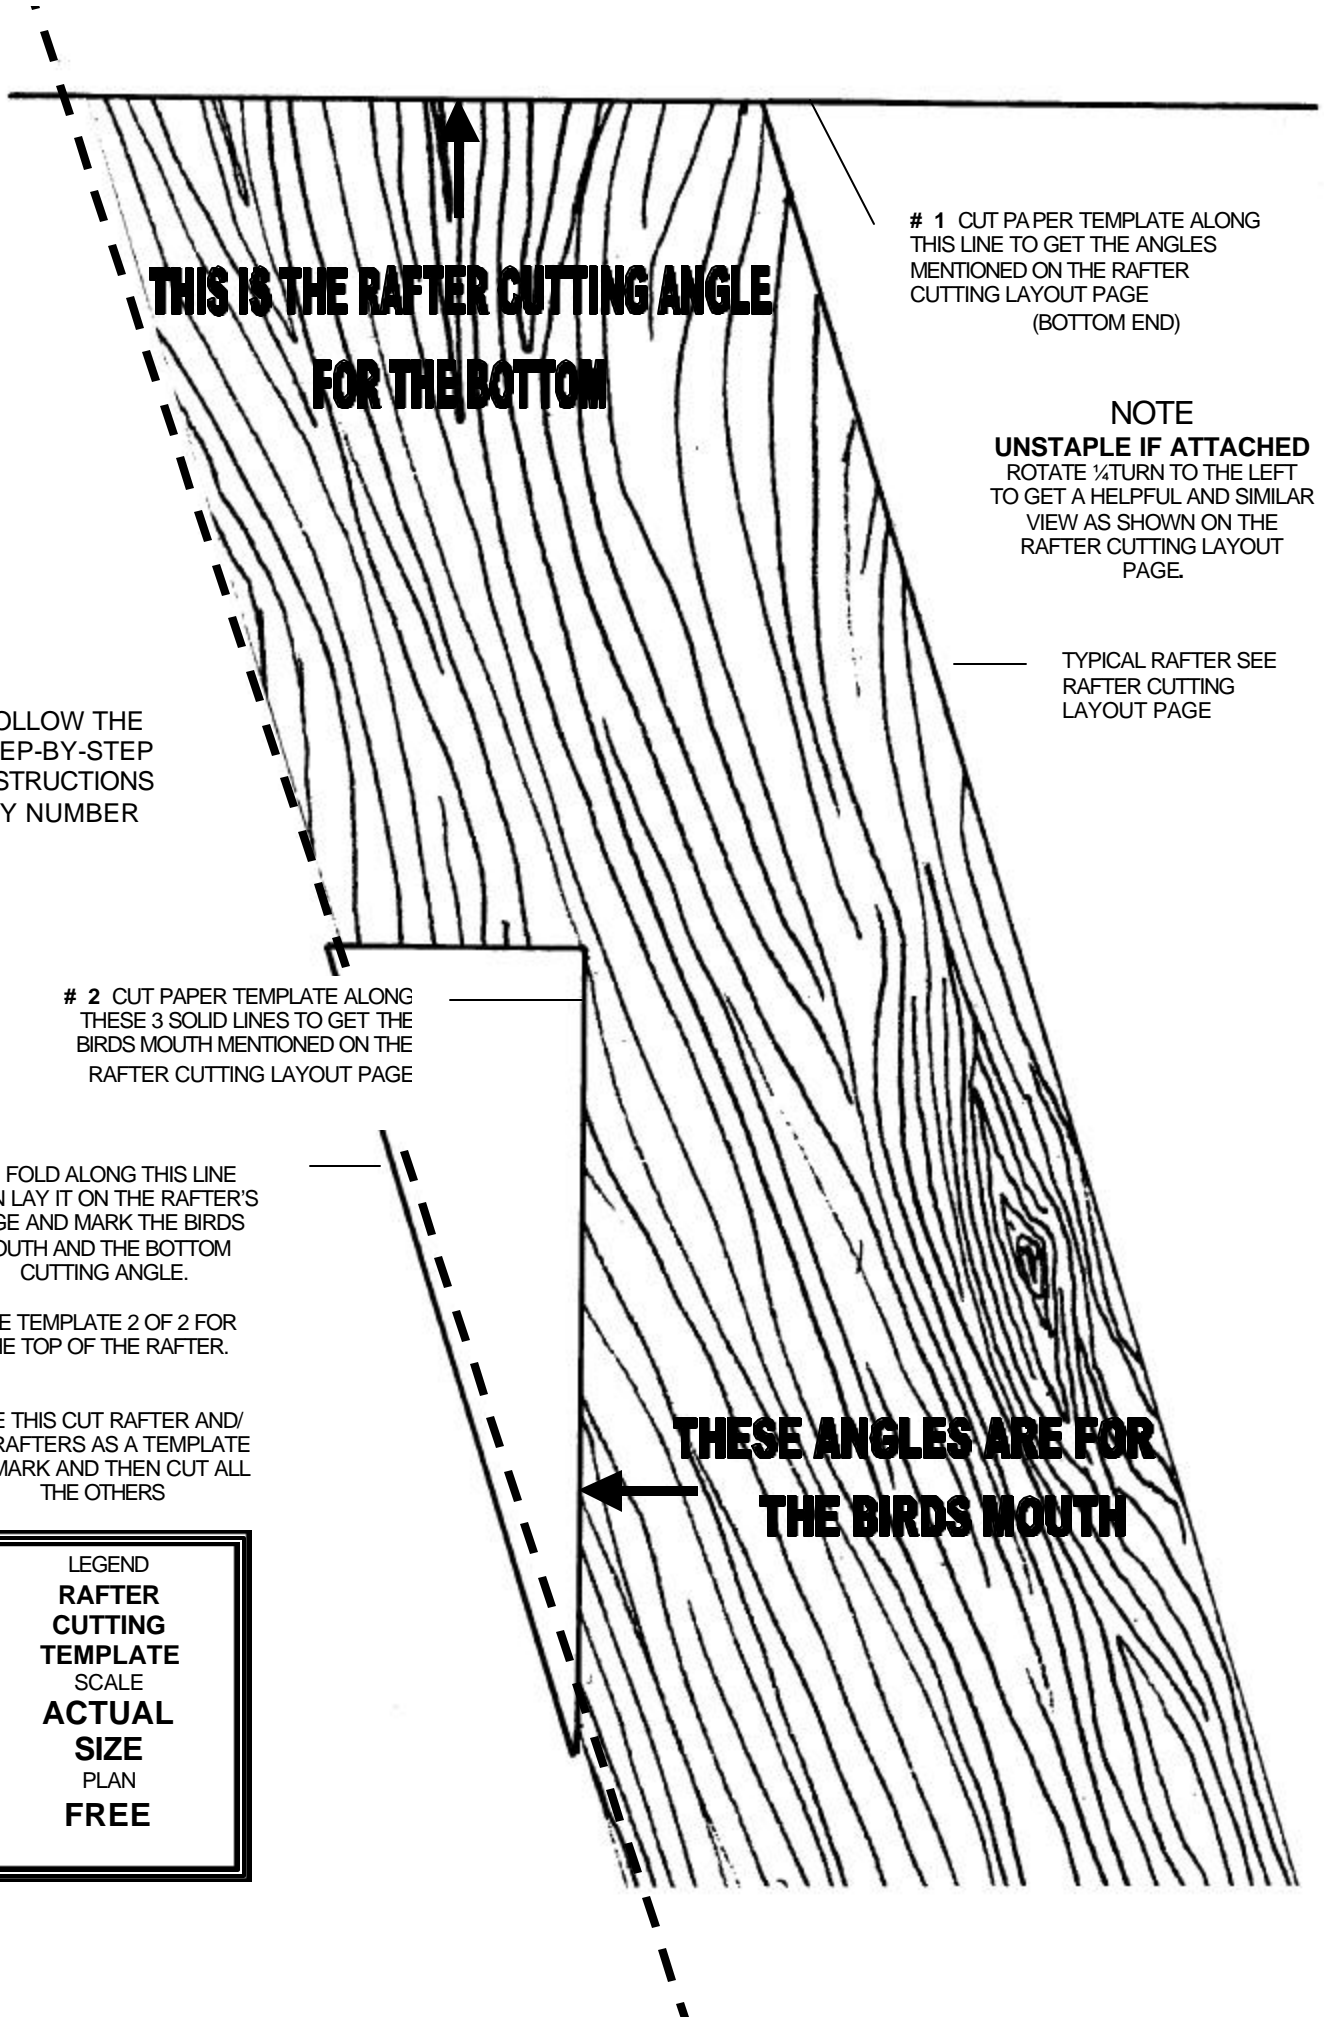 THIS IS THE RAFTER CUTTING ANGLE
FOR THE BOTTOM
# 1 CUT PAPER TEMPLATE ALONG
THIS LINE TO GET THE ANGLES
MENTIONED ON THE RAFTER
CUTTING LAYOUT PAGE
(BOTTOM END)
NOTE
UNSTAPLE IF ATTACHED
ROTATE ¼ TURN TO THE LEFT
TO GET A HELPFUL AND SIMILAR
VIEW AS SHOWN ON THE
RAFTER CUTTING LAYOUT
PAGE.
TYPICAL RAFTER SEE
RAFTER CUTTING
LAYOUT PAGE
OLLOW THE
EP-BY-STEP
STRUCTIONS
Y NUMBER
# 2 CUT PAPER TEMPLATE ALONG
THESE 3 SOLID LINES TO GET THE
BIRDS MOUTH MENTIONED ON THE
RAFTER CUTTING LAYOUT PAGE
FOLD ALONG THIS LINE
N LAY IT ON THE RAFTER'S
GE AND MARK THE BIRDS
OUTH AND THE BOTTOM
CUTTING ANGLE.
E TEMPLATE 2 OF 2 FOR
HE TOP OF THE RAFTER.
E THIS CUT RAFTER AND/
RAFTERS AS A TEMPLATE
MARK AND THEN CUT ALL
THE OTHERS
THESE ANGLES ARE FOR
THE BIRDS MOUTH
LEGEND
RAFTER
CUTTING
TEMPLATE
SCALE
ACTUAL
SIZE
PLAN
FREE